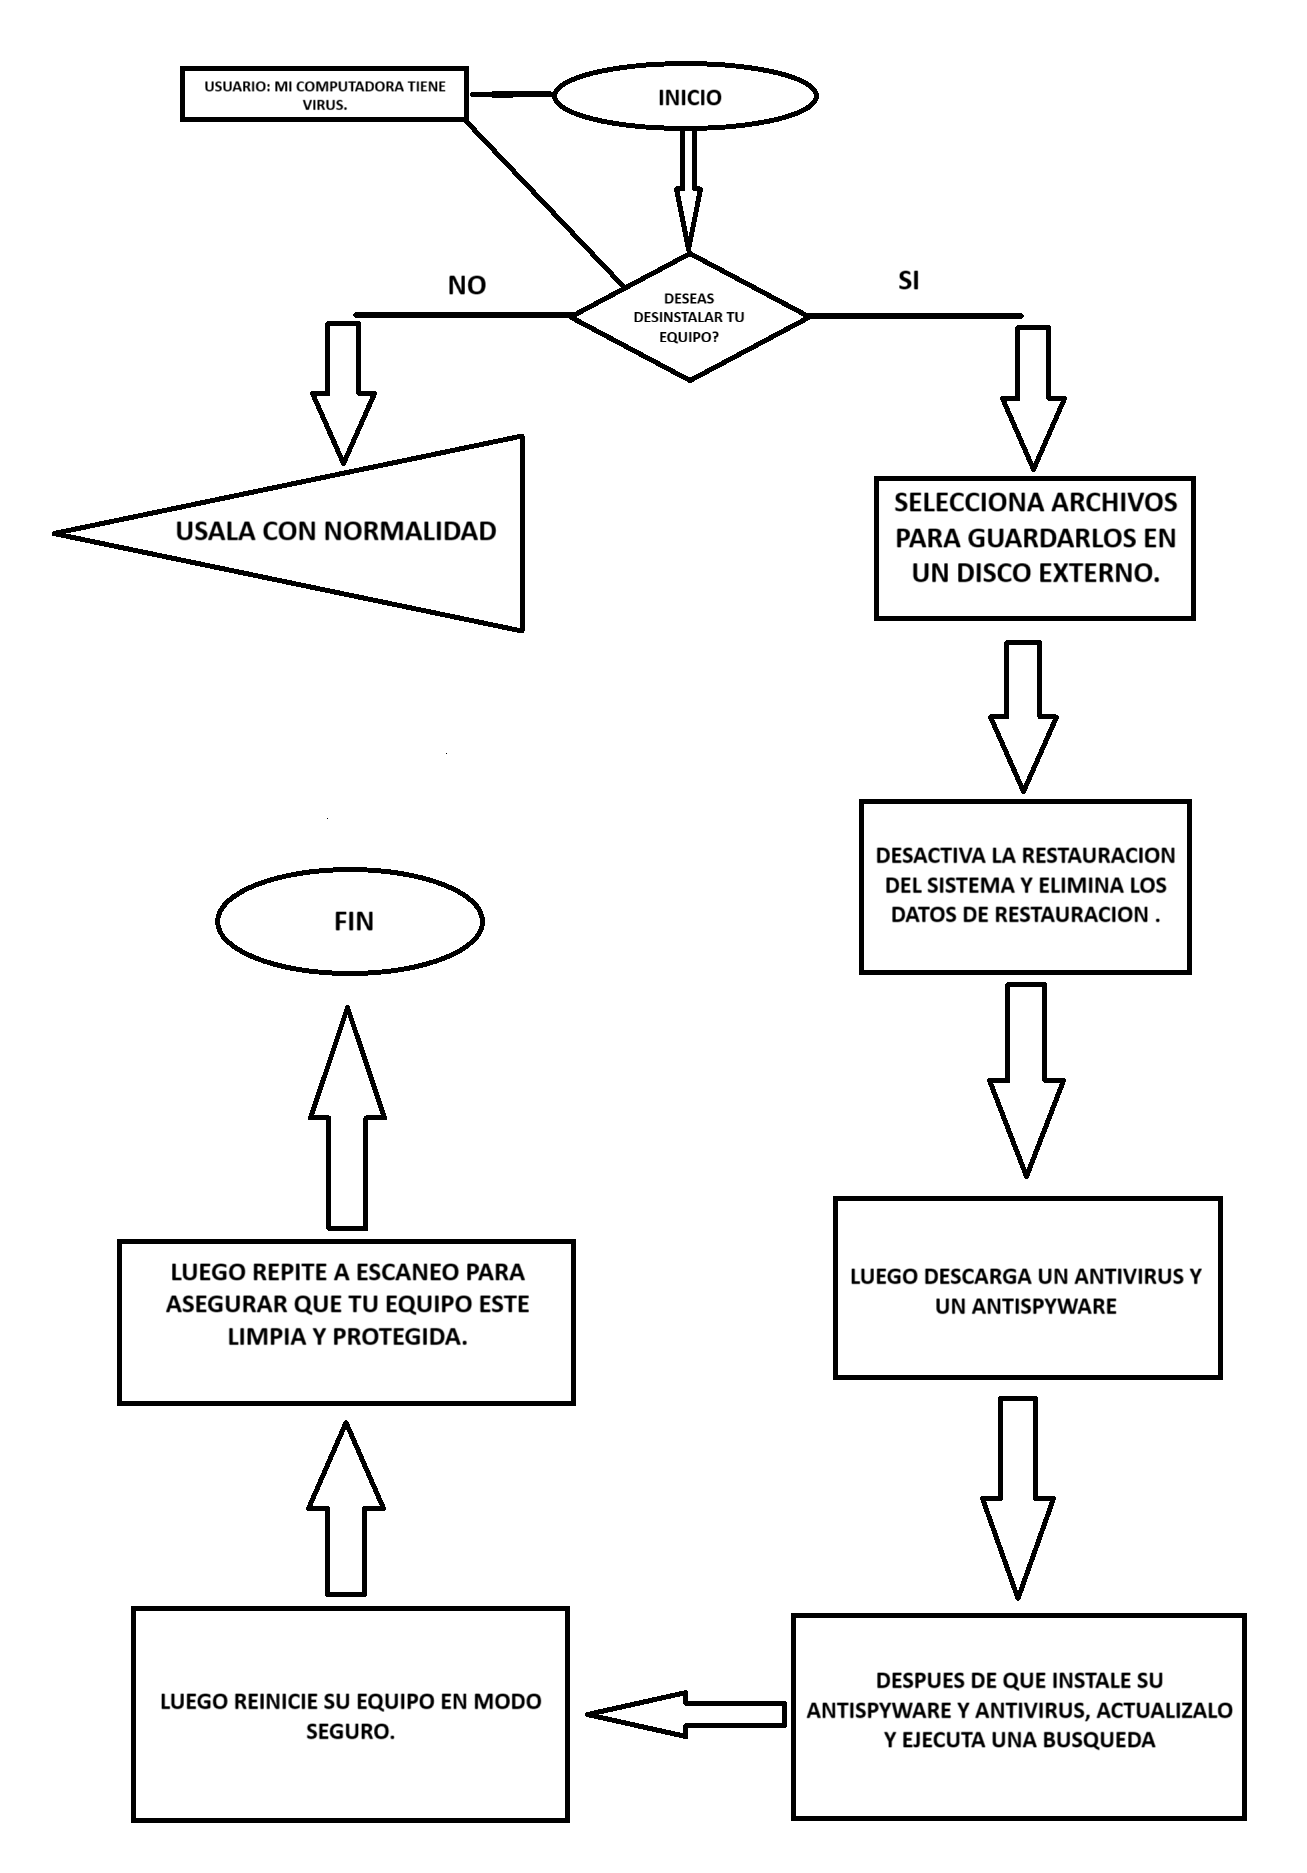 USUARIO: MI COMPUTADORA TIENE
VIRUS.
INICIO
DESEAS
DESINSTALAR TU
EQUIPO?
NO
SI
USALA CON NORMALIDAD
SELECCIONA ARCHIVOS
PARA GUARDARLOS EN
UN DISCO EXTERNO.
DESACTIVA LA RESTAURACION
DEL SISTEMA Y ELIMINA LOS
DATOS DE RESTAURACION .
LUEGO DESCARGA UN ANTIVIRUS Y
UN ANTISPYWARE
DESPUES DE QUE INSTALE SU
ANTISPYWARE Y ANTIVIRUS, ACTUALIZALO
Y EJECUTA UNA BUSQUEDA
LUEGO REINICIE SU EQUIPO EN MODO
SEGURO.
LUEGO REPITE A ESCANEO PARA
ASEGURAR QUE TU EQUIPO ESTE
LIMPIA Y PROTEGIDA.
FIN